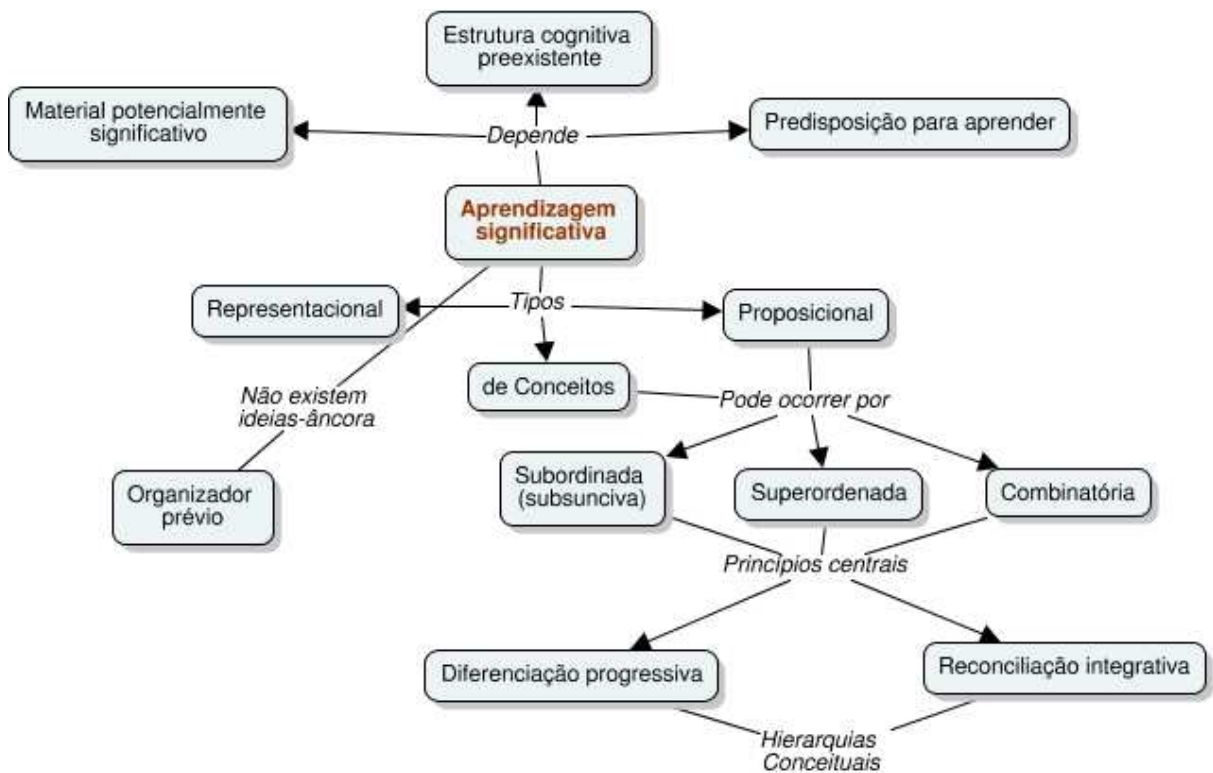 Estrutura cognitiva
preexistente
Material potencialmente
significativo
Depende
Predisposição para aprender
Aprendizagem
significativa
Representacional
Tipos
Proposicional
de Conceitos
Pode ocorrer por
Não existem
ideias-âncora
Organizador
prévio
Subordinada
(subsunciva)
Superordenada
Combinatória
Princípios centrais
Diferenciação progressiva
Reconciliação integrativa
Hierarquias
Conceituais